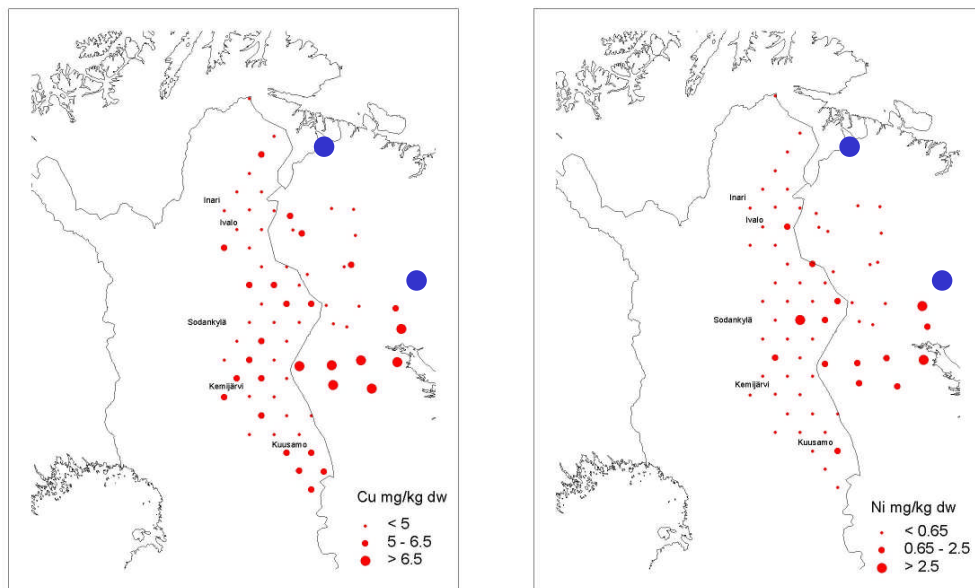 Inari
Ivalo
Sodankylä
Kemijärvi
Kuusamo
Cu mg/kg dw
< 5
5 - 6.5
> 6.5
Inari
Ivalo
Sodankylä
Kemijärvi
Kuusamo
Ni mg/kg dw
< 0.65
0.65 - 2.5
> 2.5